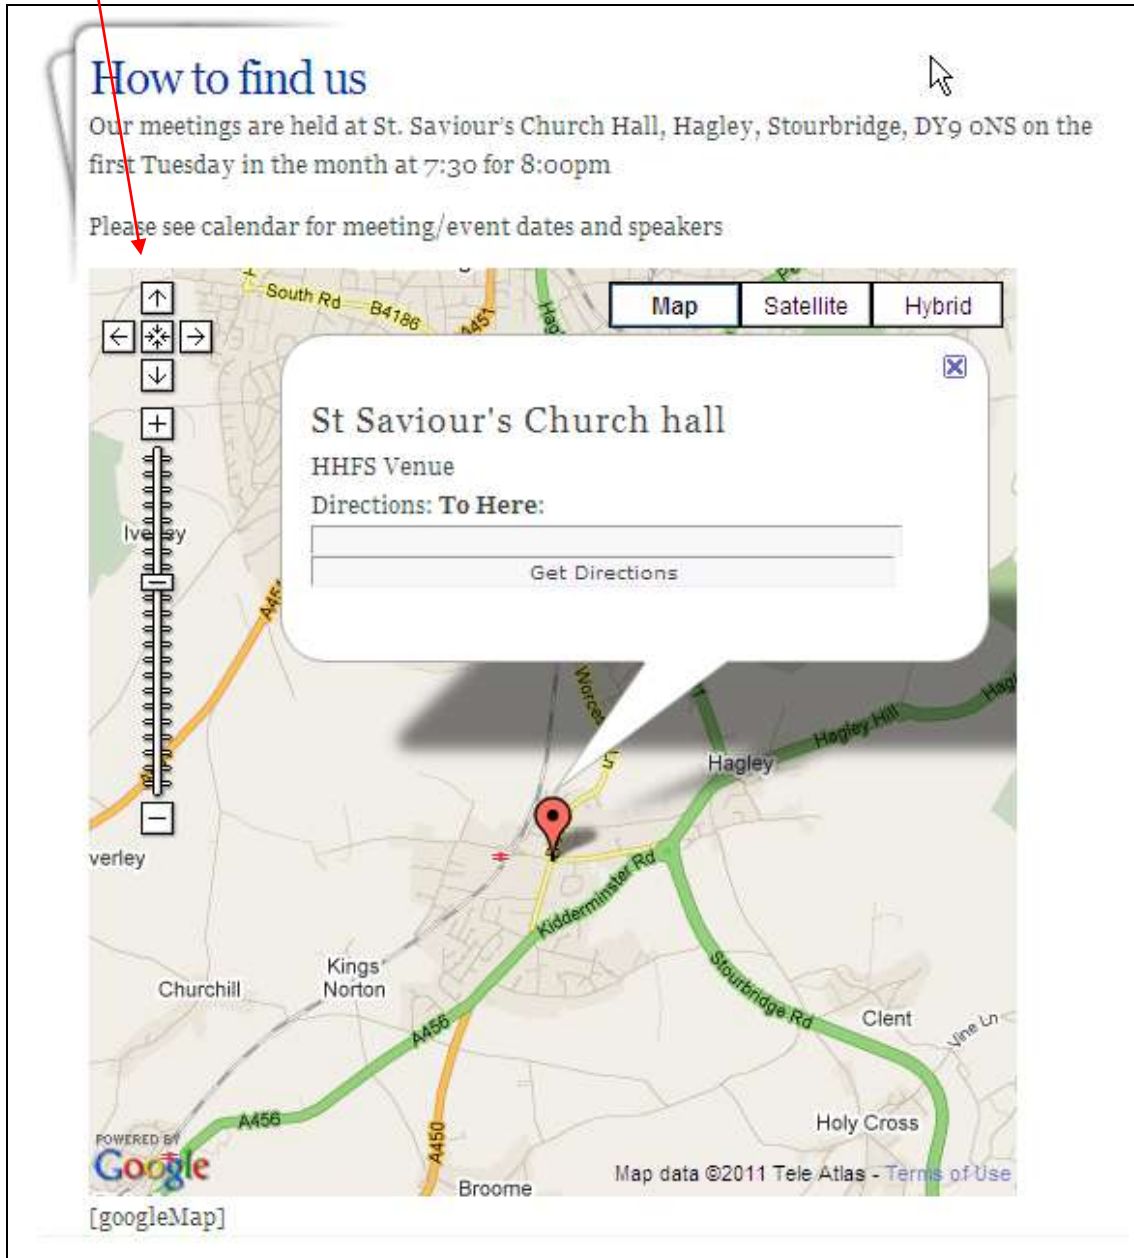 How to find us
Our meetings are held at St. Saviour's Church Hall, Hagley, Stourbridge, DY9 0NS on the
first Tuesday in the month at 7:30 for 8:00pm
Please see calendar for meeting/event dates and speakers
South Rd
B4186
A451
Map
Satellite
Hybrid
St Saviour's Church hall
HHFS Venue
Directions: To Here:
Get Directions
Iverley
Hagley Hill
Hagley
Kidderminster Rd
Kings
Norton
Churchill
Stourbridge Rd
Clent
Vine Ln
A456
A456
A450
Holy Cross
Broome
POWERED BY
Google
Map data ©2011 Tele Atlas - Terms of Use
[googleMap]